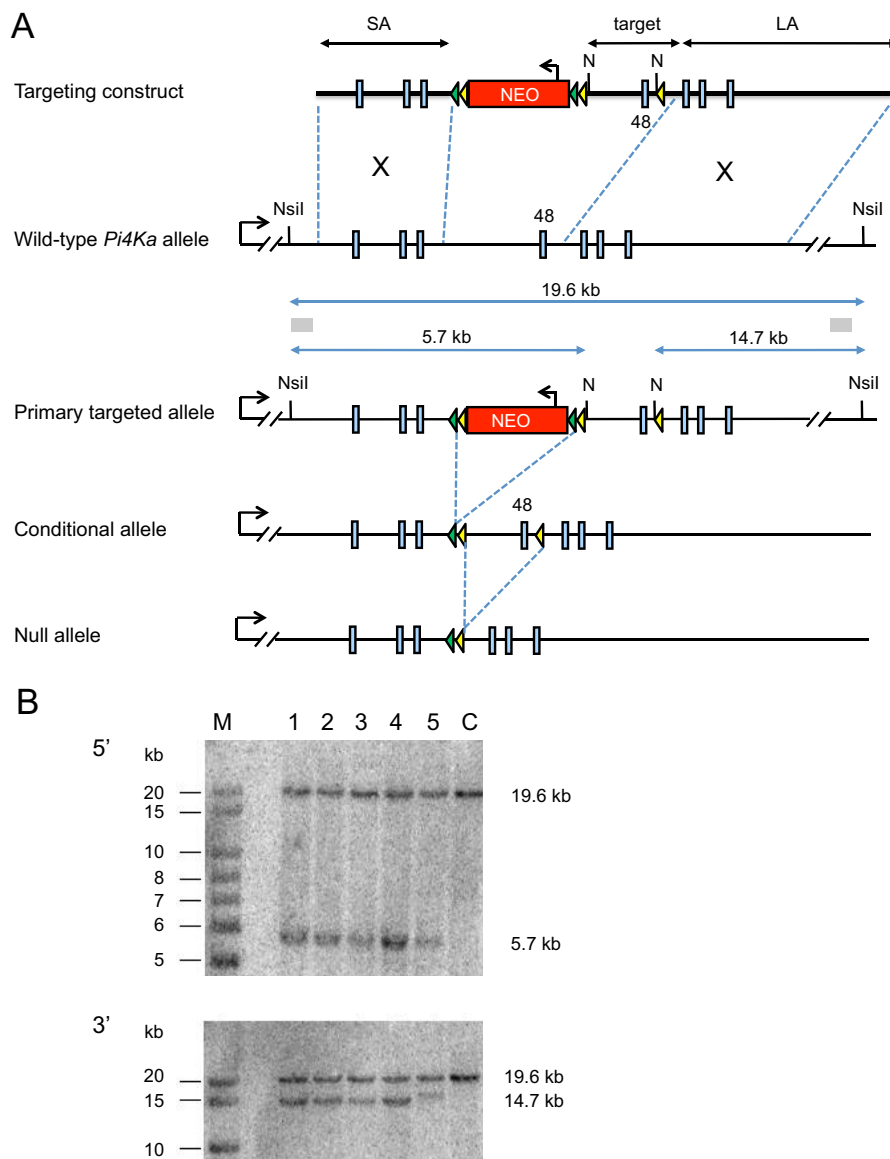 A
SA
target
LA
N
N
Targeting construct
NEO
48
X
X
NsiI
48
NsiI
Wild-type Pi4Ka allele
19.6 kb
5.7 kb
14.7 kb
NsiI
N
N
NsiI
Primary targeted allele
NEO
48
Conditional allele
Null allele
B
M 1 2 3 4 5 C
5’
kb
20
19.6 kb
15
10
8
7
6
5.7 kb
5
3’
kb
20
19.6 kb
15
14.7 kb
10